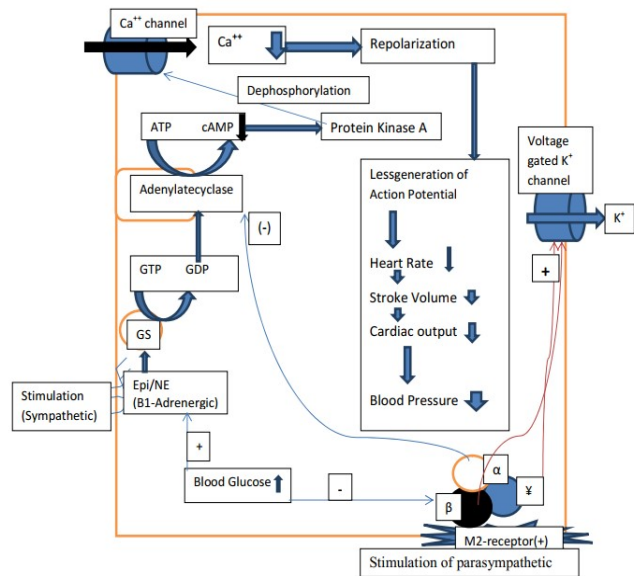 Ca++ channel
Ca++
Repolarization
Dephosphorylation
ATP cAMP
Protein Kinase A
Voltage
gated K+
channel
Adenylatecyclase
Lessgeneration of
Action Potential
K+
(-)
GTP GDP
Heart Rate
+
Stroke Volume
GS
Cardiac output
Stimulation
(Sympathetic)
Epi/NE
(B1-Adrenergic)
Blood Pressure
+
Blood Glucose
-
α
β
¥
M2-receptor(+)
Stimulation of parasympathetic